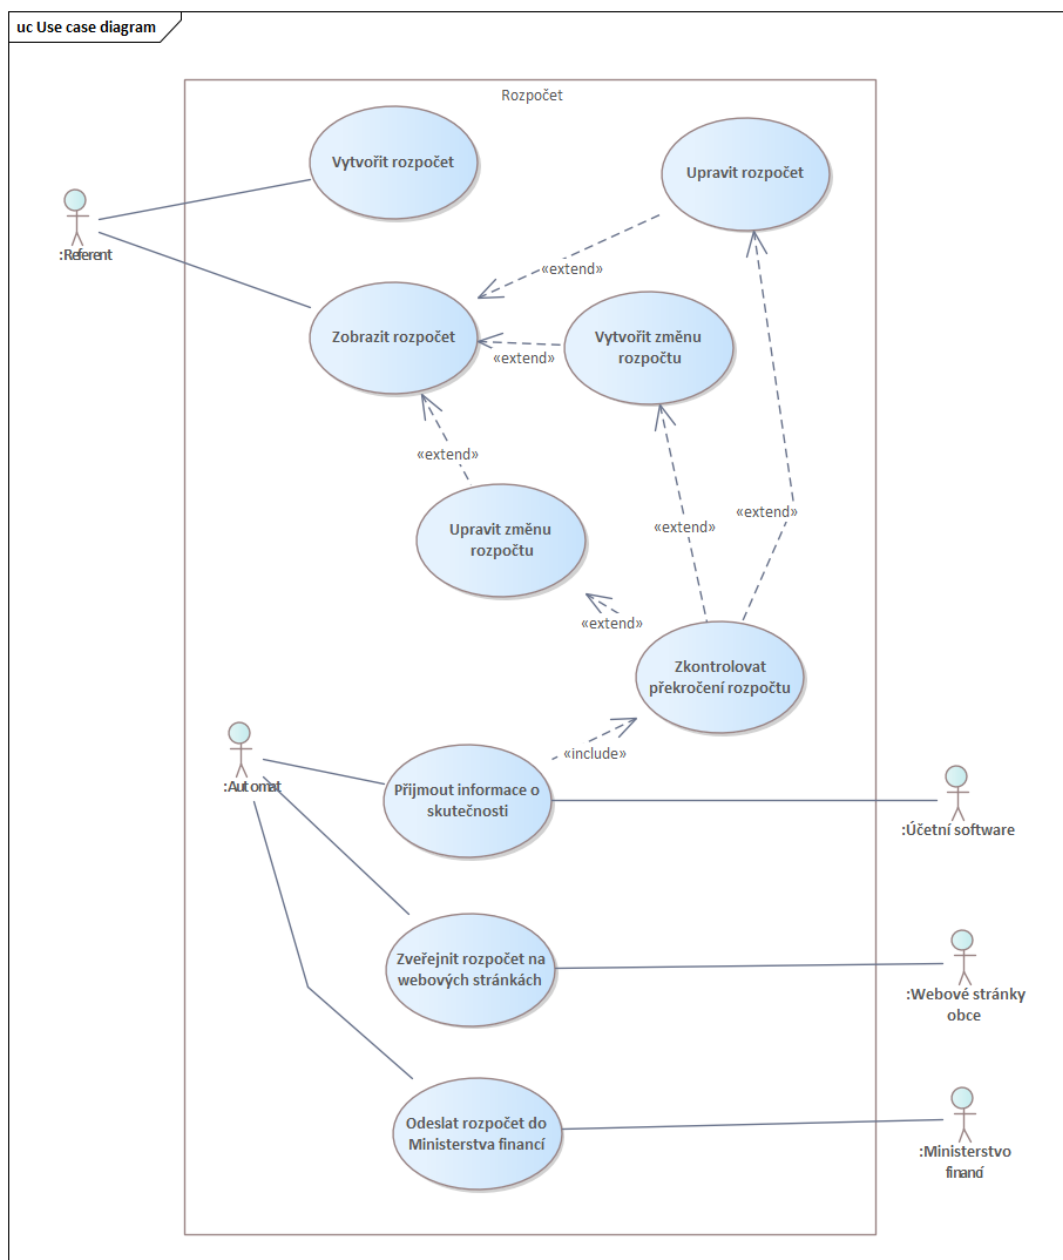 uc Use case diagram
Rozpočet
Vytvořit rozpočet
Upravit rozpočet
:Referent
«extend»
Zobrazit rozpočet
Vytvořit změnu
rozpočtu
«extend»
«extend»
Upravit změnu
rozpočtu
«extend»
«extend»
«extend»
Zkontrolovat
překročení rozpočtu
«include»
:Automat
Přijmout informace o
skutečnosti
:Účetní software
Zveřejnit rozpočet na
webových stránkách
:Webové stránky
obce
Odeslat rozpočet do
Ministerstva financí
:Ministerstvo
financí